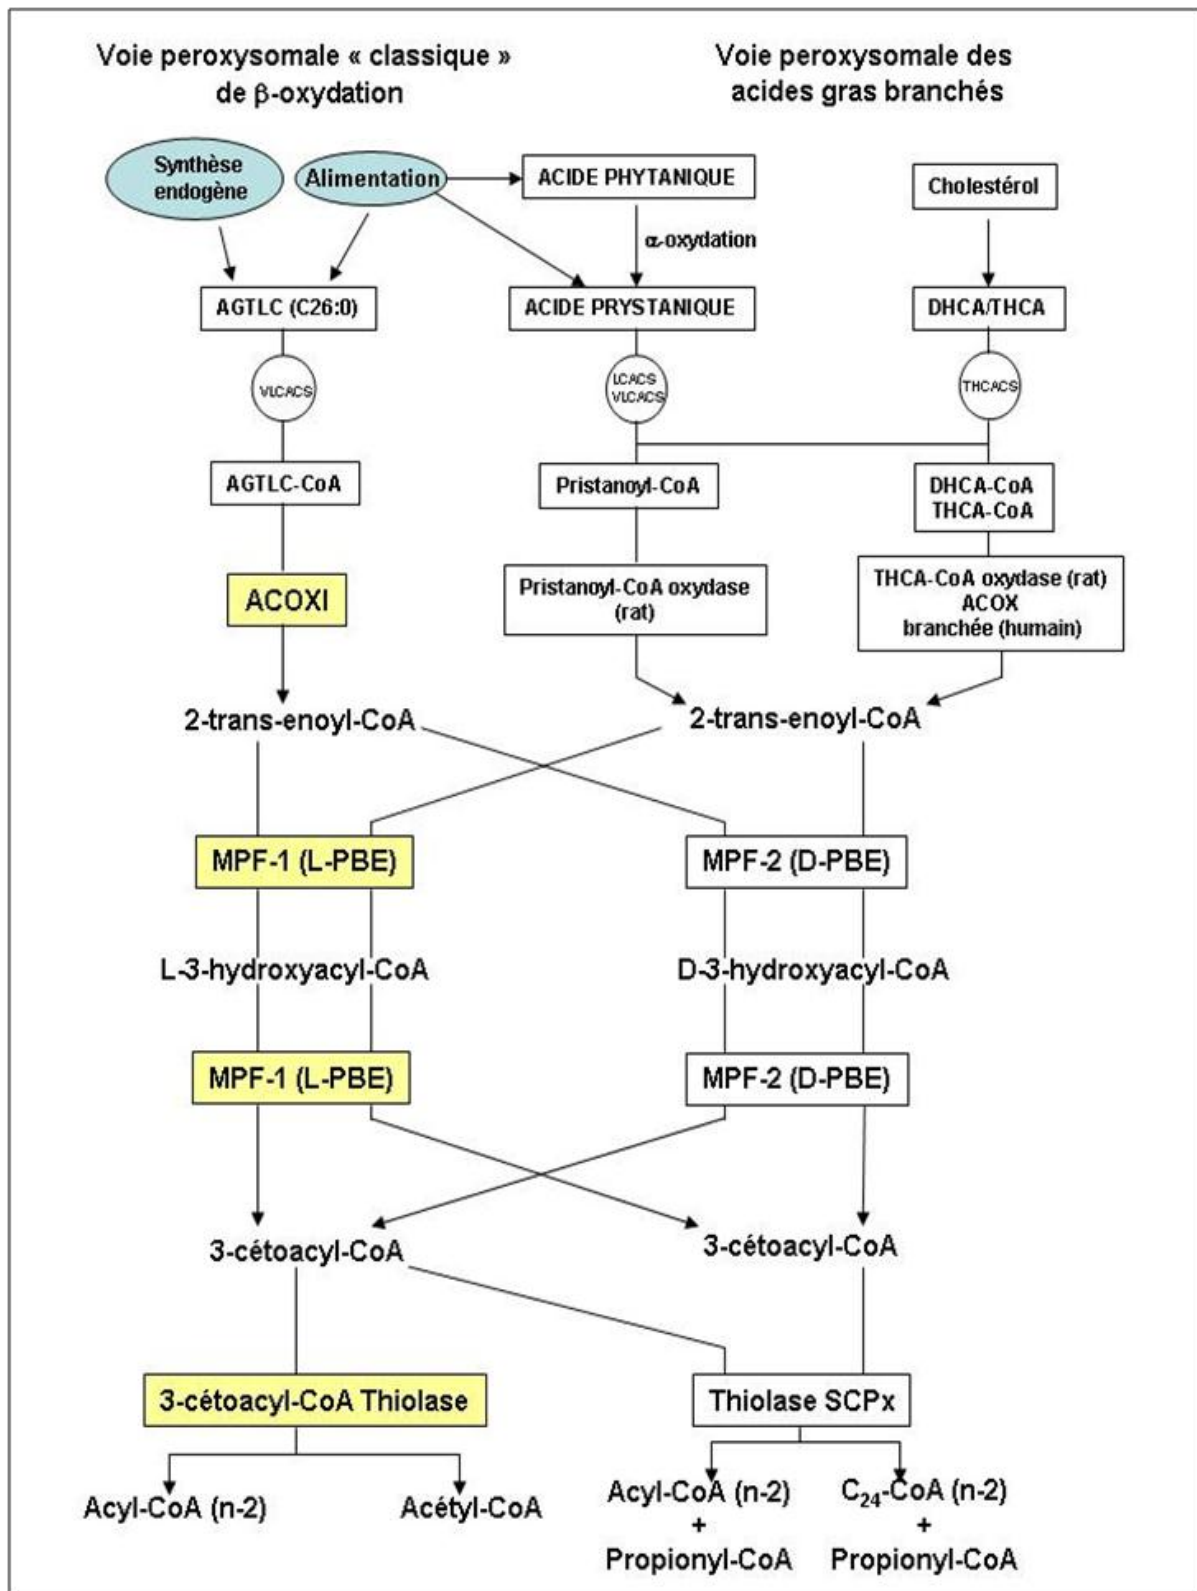 Voie peroxysomale « classique »
de β-oxydation
Voie peroxysomale des
acides gras branchés
Synthèse
endogène
Alimentation
ACIDE PHYTANIQUE
Cholestérol
α-oxydation
AGTLC (C26:0)
ACIDE PRYSTANIQUE
DHCA/THCA
VLCACS
LCACS
VLCACS
THCACS
AGTLC-CoA
Pristanoyl-CoA
DHCA-CoA
THCA-CoA
ACOXI
Pristanoyl-CoA oxydase
(rat)
THCA-CoA oxydase (rat)
ACOX
branchée (humain)
2-trans-enoyl-CoA
2-trans-enoyl-CoA
MPF-1 (L-PBE)
MPF-2 (D-PBE)
L-3-hydroxyacyl-CoA
D-3-hydroxyacyl-CoA
MPF-1 (L-PBE)
MPF-2 (D-PBE)
3-cétoacyl-CoA
3-cétoacyl-CoA
3-cétoacyl-CoA Thiolase
Thiolase SCPx
Acyl-CoA (n-2)
Acétyl-CoA
Acyl-CoA (n-2)
+
Propionyl-CoA
C24-CoA (n-2)
+
Propionyl-CoA